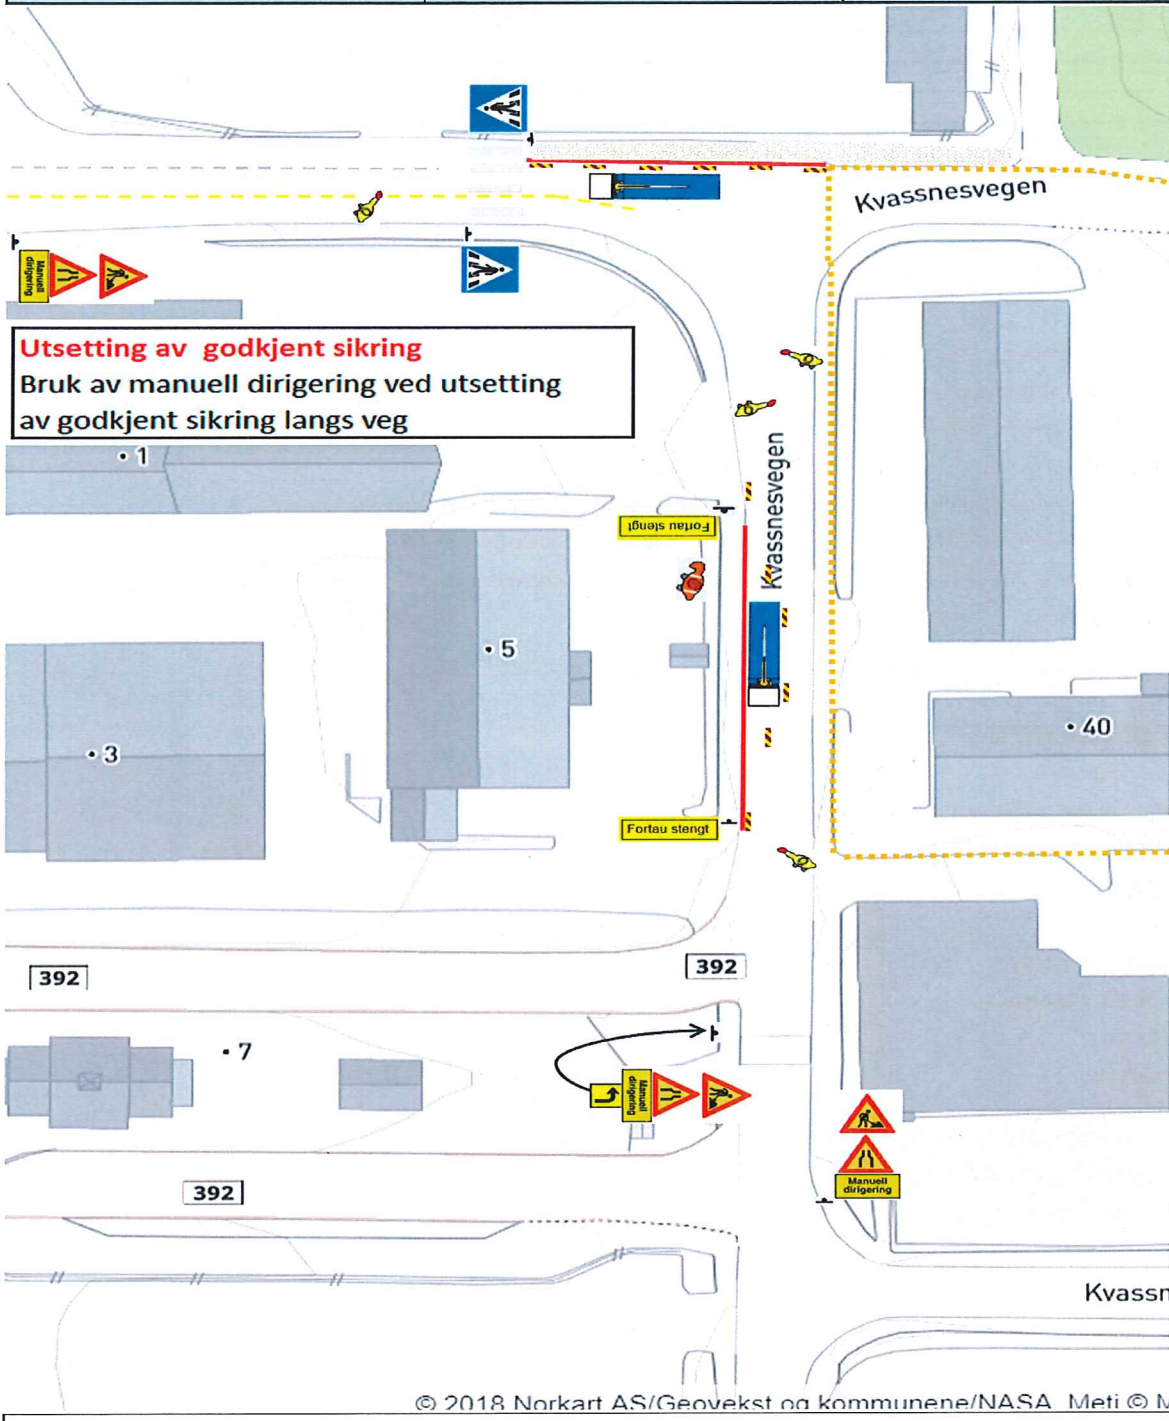 Kvassnesvegen
Manuell
dirigering
Utsetting av godkjent sikring
Bruk av manuell dirigering ved utsetting
av godkjent sikring langs veg
1
Kvassnesvegen
Fortau stengt
5
3
40
Fortau stengt
392
392
7
Manuell
dirigering
392
Manuell
dirigering
Kvassn
© 2018 Norkart AS/Geovekst og kommunene/NASA, Meti © M